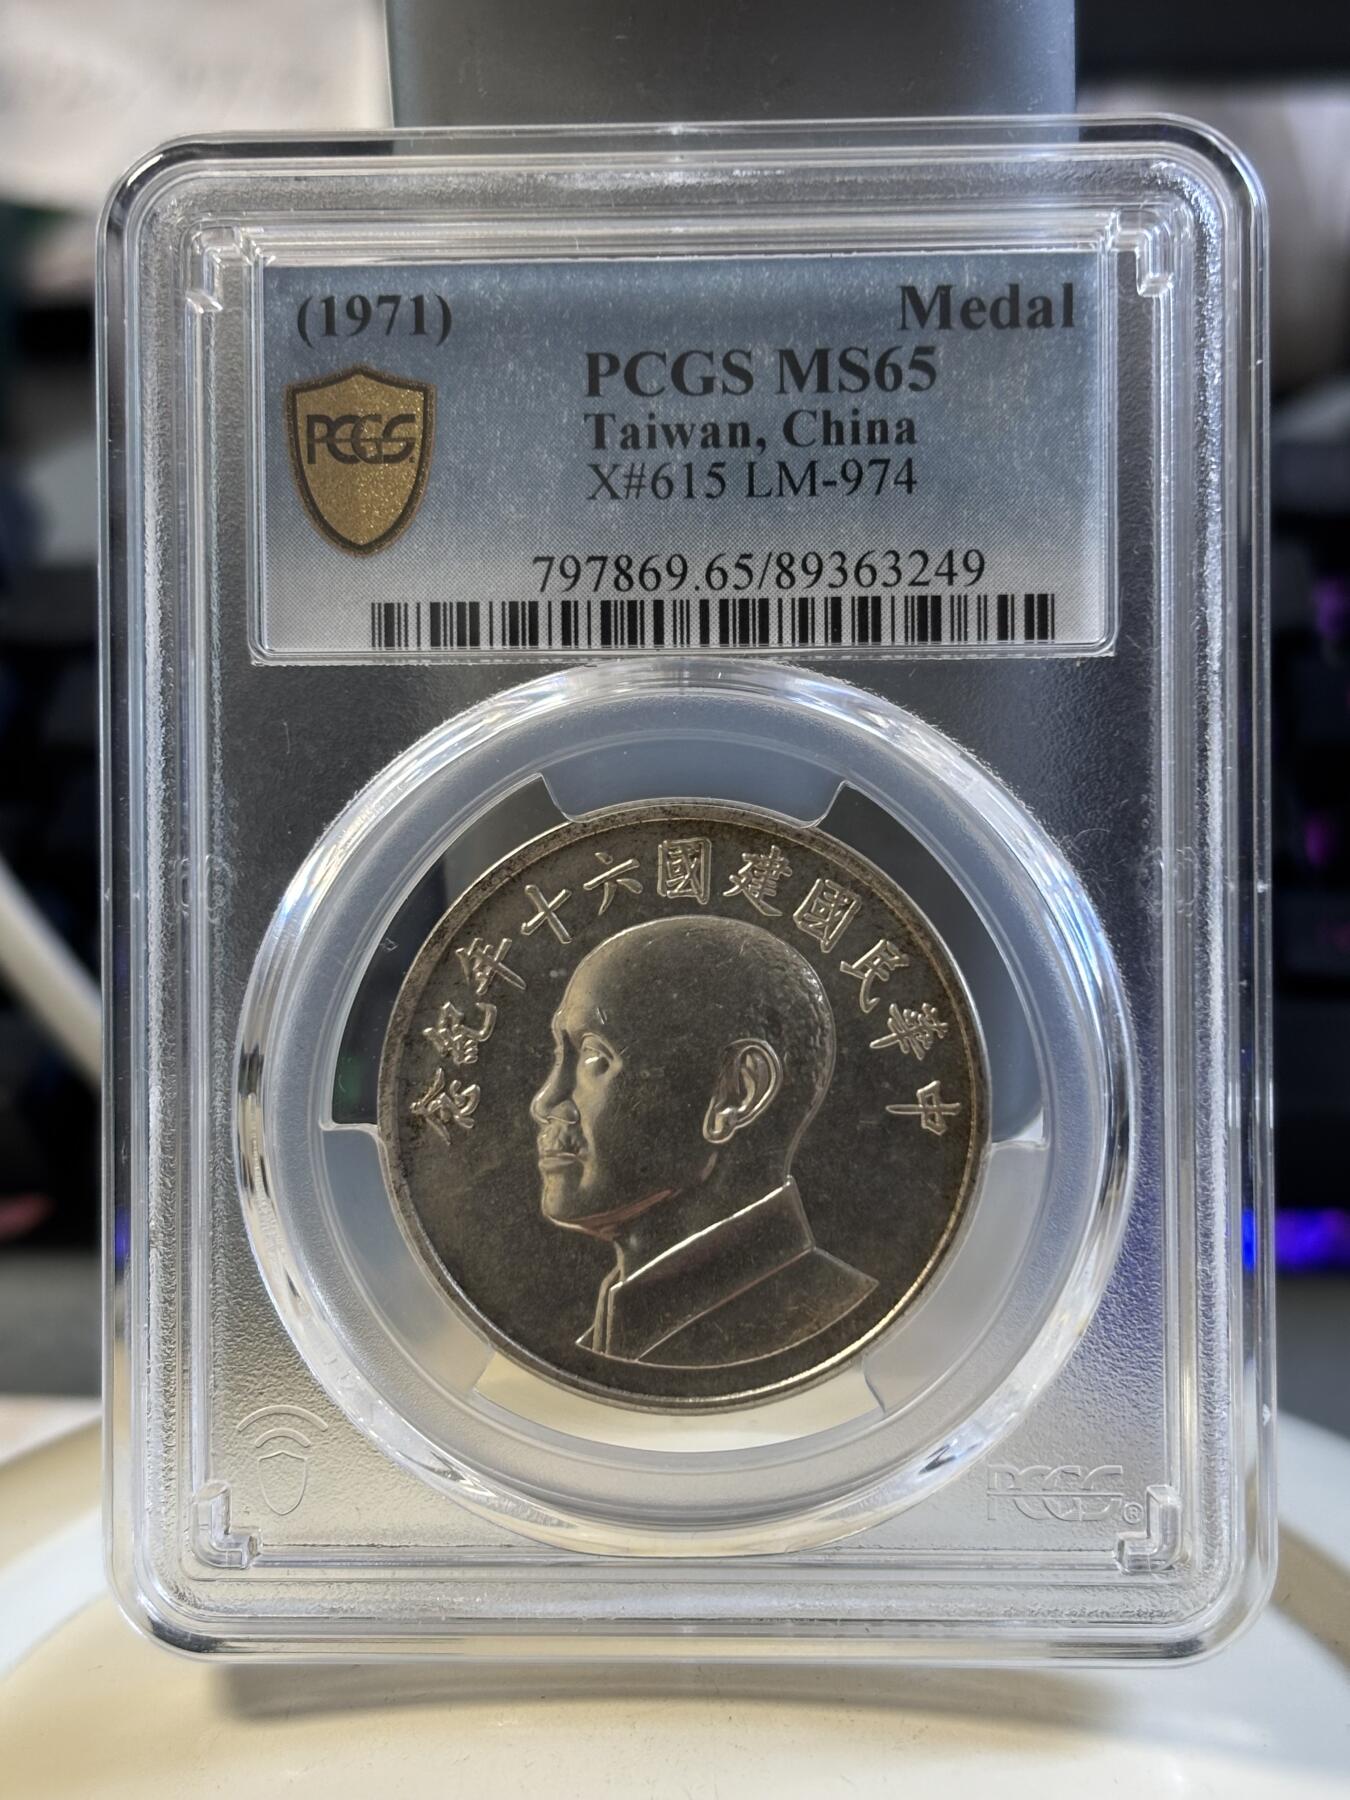 (1971) Medal
PCGS MS65
Taiwan, China
X#615 LM-974
PCGS
797869.65/89363249
中華民國建國六十年紀念
PCGS®